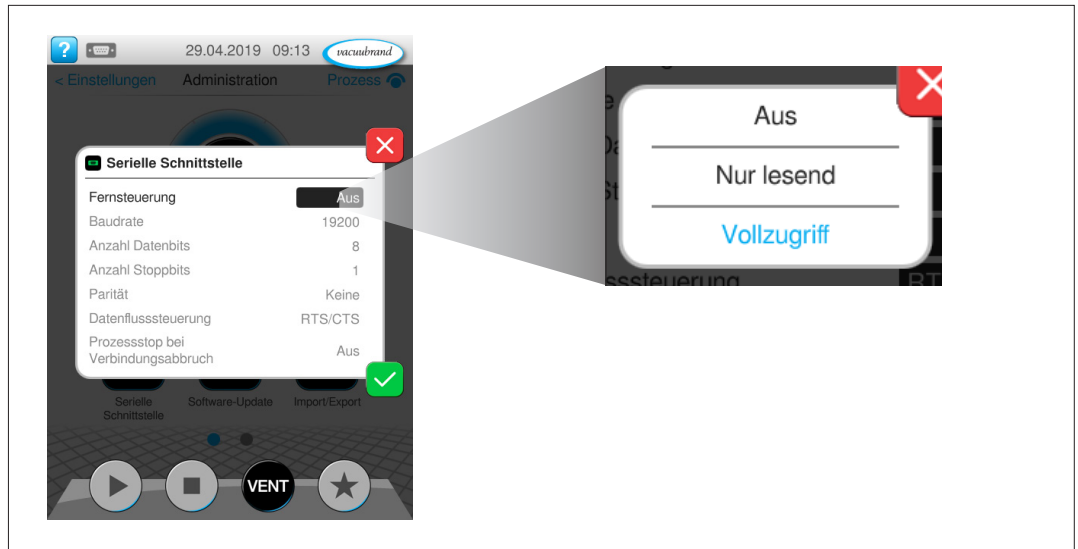 ?
29.04.2019 09:13
vacuubrand
< Einstellungen Administration Prozess
Serielle Schnittstelle
Fernsteuerung Aus
Baudrate 19200
Anzahl Datenbits 8
Anzahl Stoppbits 1
Parität Keine
Datenflusssteuerung RTS/CTS
Prozessstop bei
Verbindungsabbruch Aus
Serielle
Schnittstelle
Software-Update
Import/Export
VENT
Aus
Nur lesend
Vollzugriff